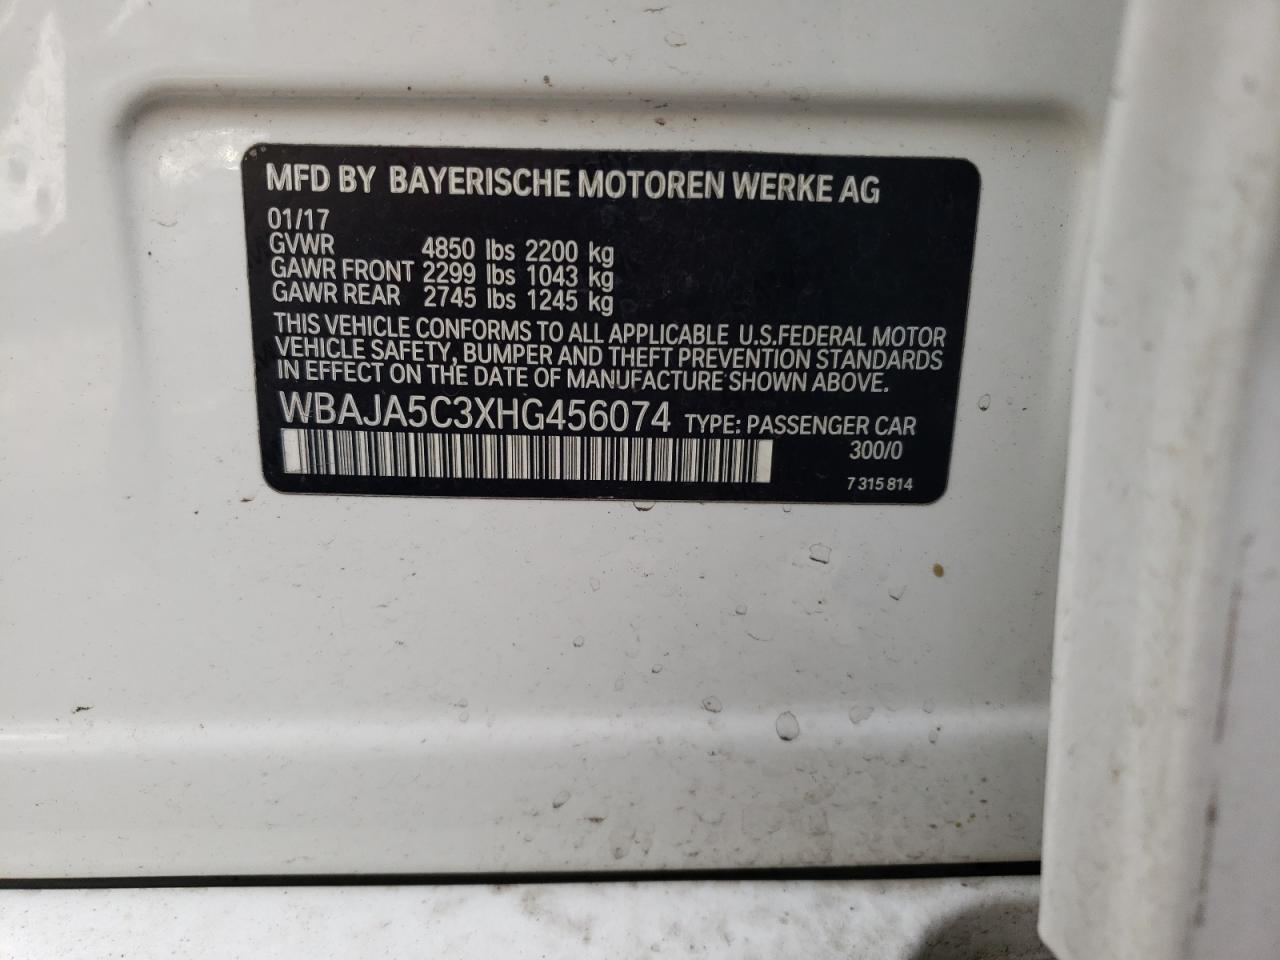 MFD BY BAYERISCHE MOTOREN WERKE AG
01/17
GVWR 4850 lbs 2200 kg
GAWR FRONT 2299 lbs 1043 kg
GAWR REAR 2745 lbs 1245 kg
THIS VEHICLE CONFORMS TO ALL APPLICABLE U.S.FEDERAL MOTOR
VEHICLE SAFETY, BUMPER AND THEFT PREVENTION STANDARDS
IN EFFECT ON THE DATE OF MANUFACTURE SHOWN ABOVE.
WBAJA5C3XHG456074 TYPE: PASSENGER CAR
300/0
7 315 814